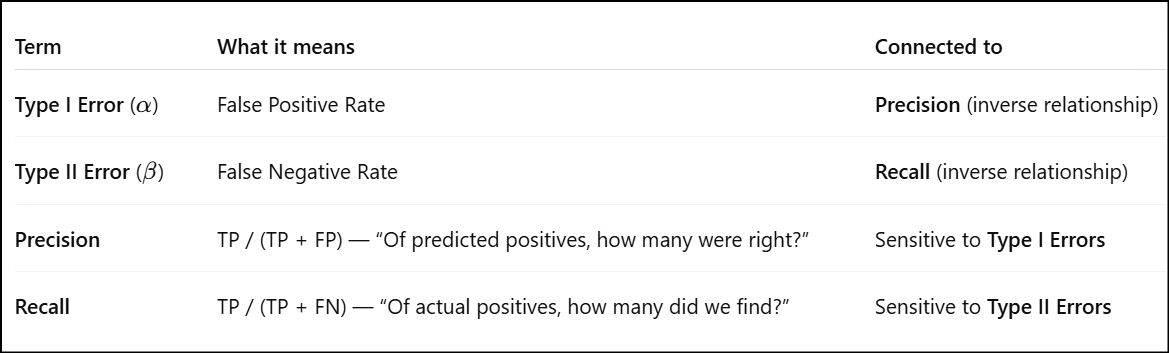 Term What it means Connected to
Type I Error (α) False Positive Rate Precision (inverse relationship)
Type II Error (β) False Negative Rate Recall (inverse relationship)
Precision TP / (TP + FP) — “Of predicted positives, how many were right?” Sensitive to Type I Errors
Recall TP / (TP + FN) — “Of actual positives, how many did we find?” Sensitive to Type II Errors